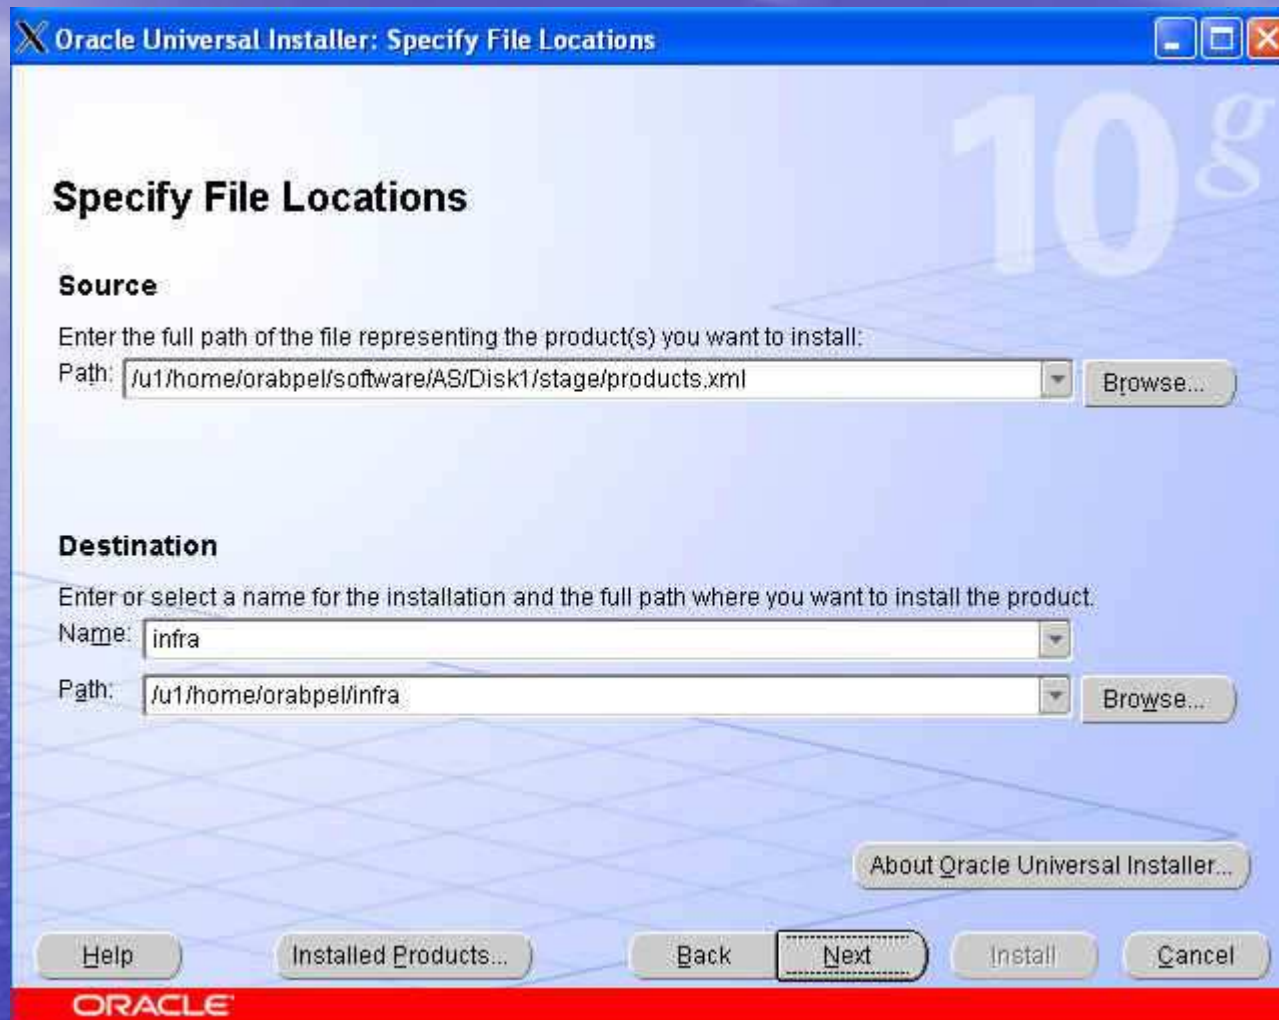 Oracle Universal Installer: Specify File Locations
10g
Specify File Locations
Source
Enter the full path of the file representing the product(s) you want to install:
Path: /u1/home/orabpel/software/AS/Disk1/stage/products.xml Browse...
Destination
Enter or select a name for the installation and the full path where you want to install the product.
Name: infra
Path: /u1/home/orabpel/infra Browse...
About Oracle Universal Installer...
Help Installed Products... Back Next Install Cancel
ORACLE